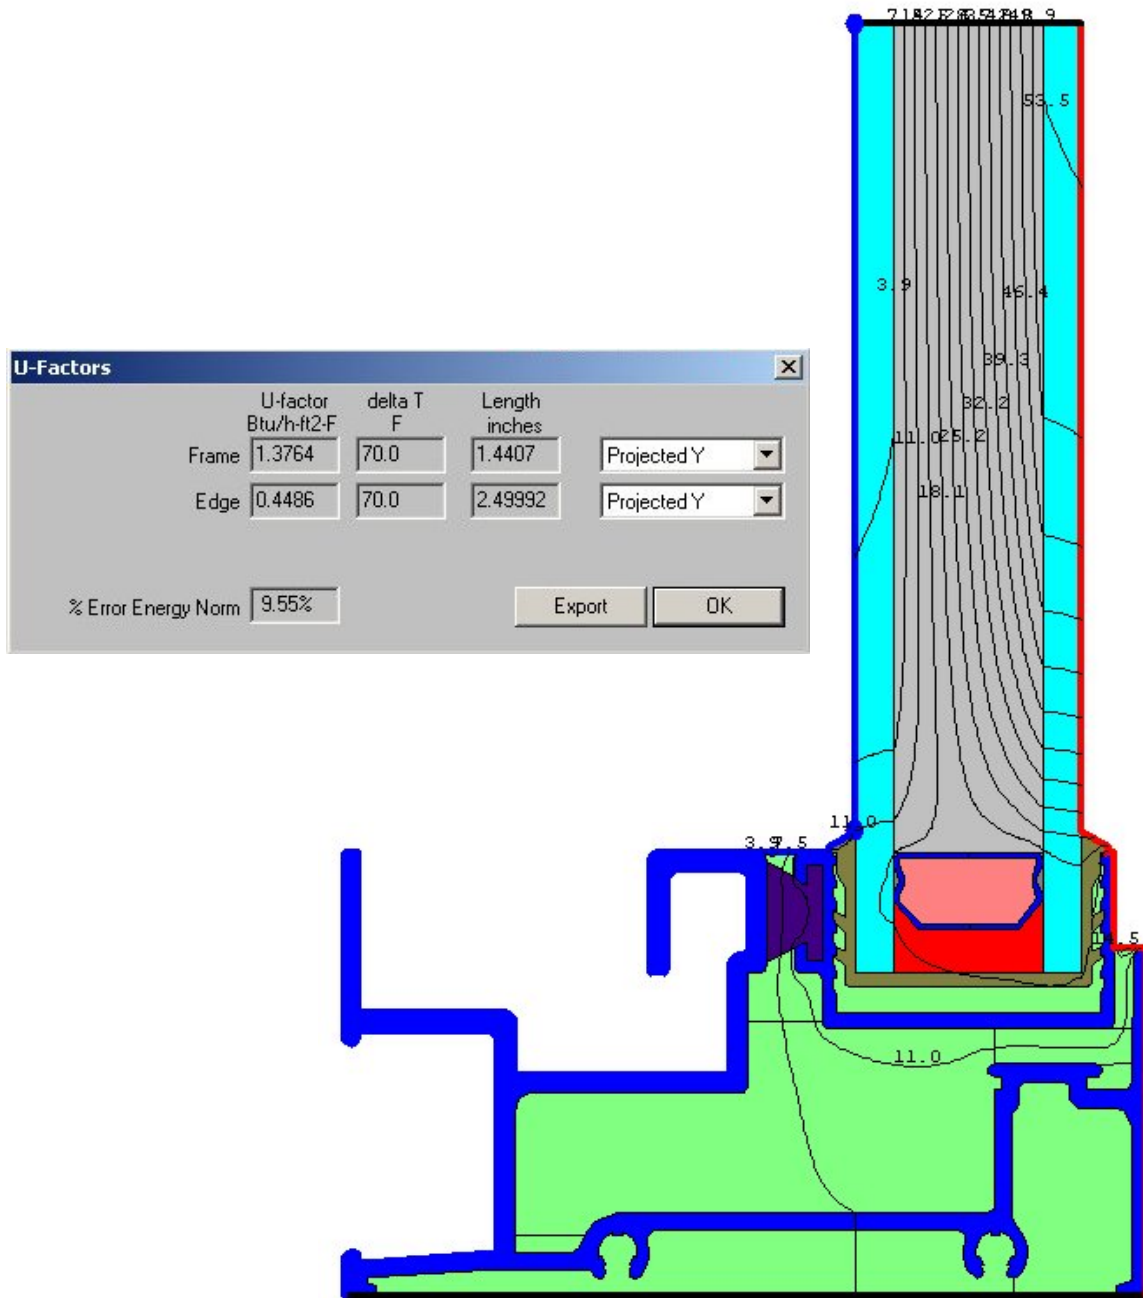 53.5
3.9
46.4
U-Factors
U-factor
Btu/h-ft2-F
delta T
F
Length
inches
Frame 1.3764 70.0 1.4407 Projected Y
Edge 0.4486 70.0 2.49992 Projected Y
% Error Energy Norm 9.55% Export OK
39.3
32.2
11.0 25.2
18.1
11.0
11.0